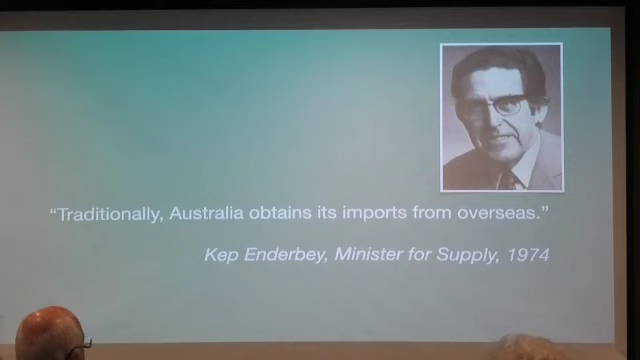 “Traditionally, Australia obtains its imports from overseas.”
Kep Enderbey, Minister for Supply, 1974